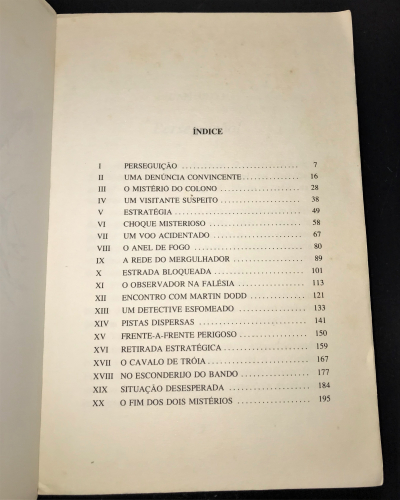 ÍNDICE
I PERSEGUIÇÃO ................................ 7
II UMA DENÚNCIA CONVINCENTE ................ 16
III O MISTÉRIO DO COLONO ....................... 28
IV UM VISITANTE SUSPEITO ...................... 38
V ESTRATÉGIA .................................. 49
VI CHOQUE MISTERIOSO .......................... 58
VII UM VOO ACIDENTADO ......................... 67
VIII O ANEL DE FOGO .............................. 80
IX A REDE DO MERGULHADOR .................... 89
X ESTRADA BLOQUEADA ........................ 101
XI O OBSERVADOR NA FALÉSIA ................... 113
XII ENCONTRO COM MARTIN DODD ............... 121
XIII UM DETECTIVE ESFOMEADO ................... 133
XIV PISTAS DISPERSAS ............................. 141
XV FRENTE-A-FRENTE PERIGOSO .................. 150
XVI RETIRADA ESTRATÉGICA ...................... 159
XVII O CAVALO DE TRÓIA ........................... 167
XVIII NO ESCONDERIJO DO BANDO ................... 177
XIX SITUAÇÃO DESESPERADA ...................... 184
XX O FIM DOS DOIS MISTÉRIOS .................... 195